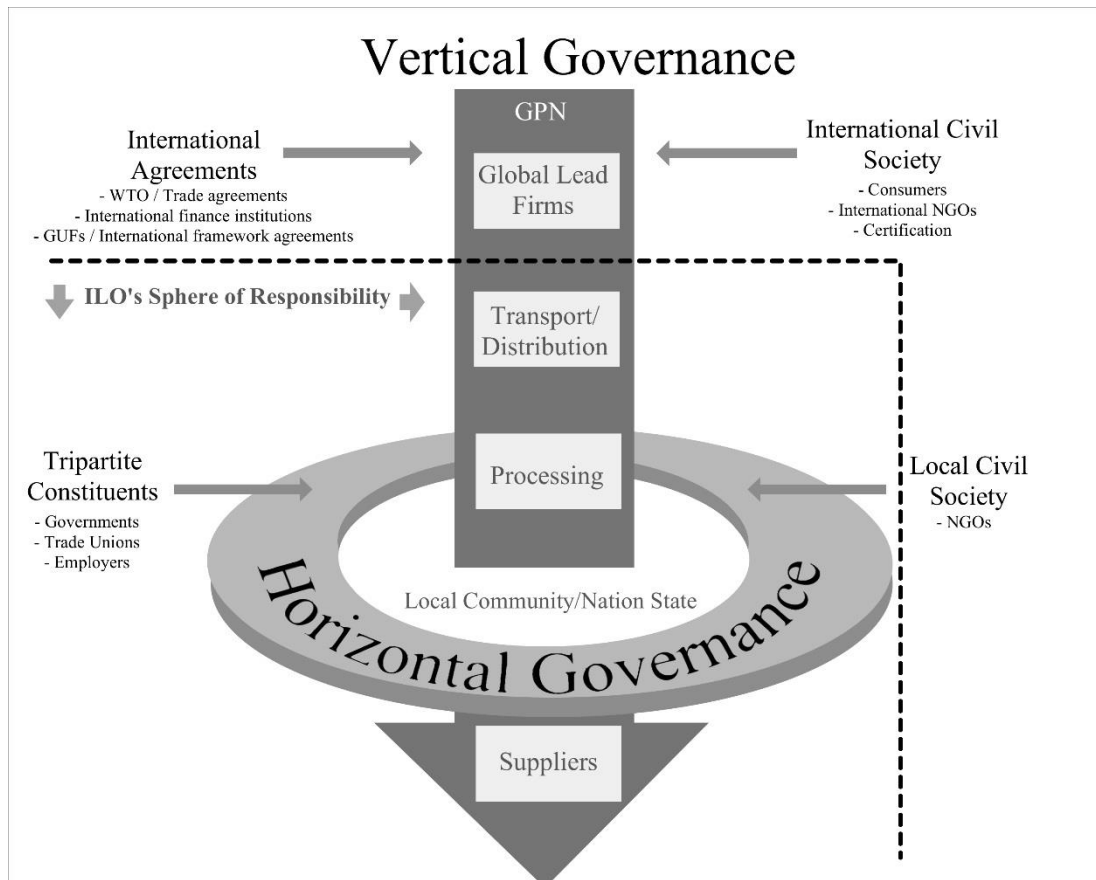 Vertical Governance
GPN
International
Agreements
- WTO / Trade agreements
- International finance institutions
- GUFs / International framework agreements
Global Lead
Firms
International Civil
Society
- Consumers
- International NGOs
- Certification
ILO's Sphere of Responsibility
Transport/
Distribution
Tripartite
Constituents
- Governments
- Trade Unions
- Employers
Processing
Local Civil
Society
- NGOs
Local Community/Nation State
Horizontal Governance
Suppliers